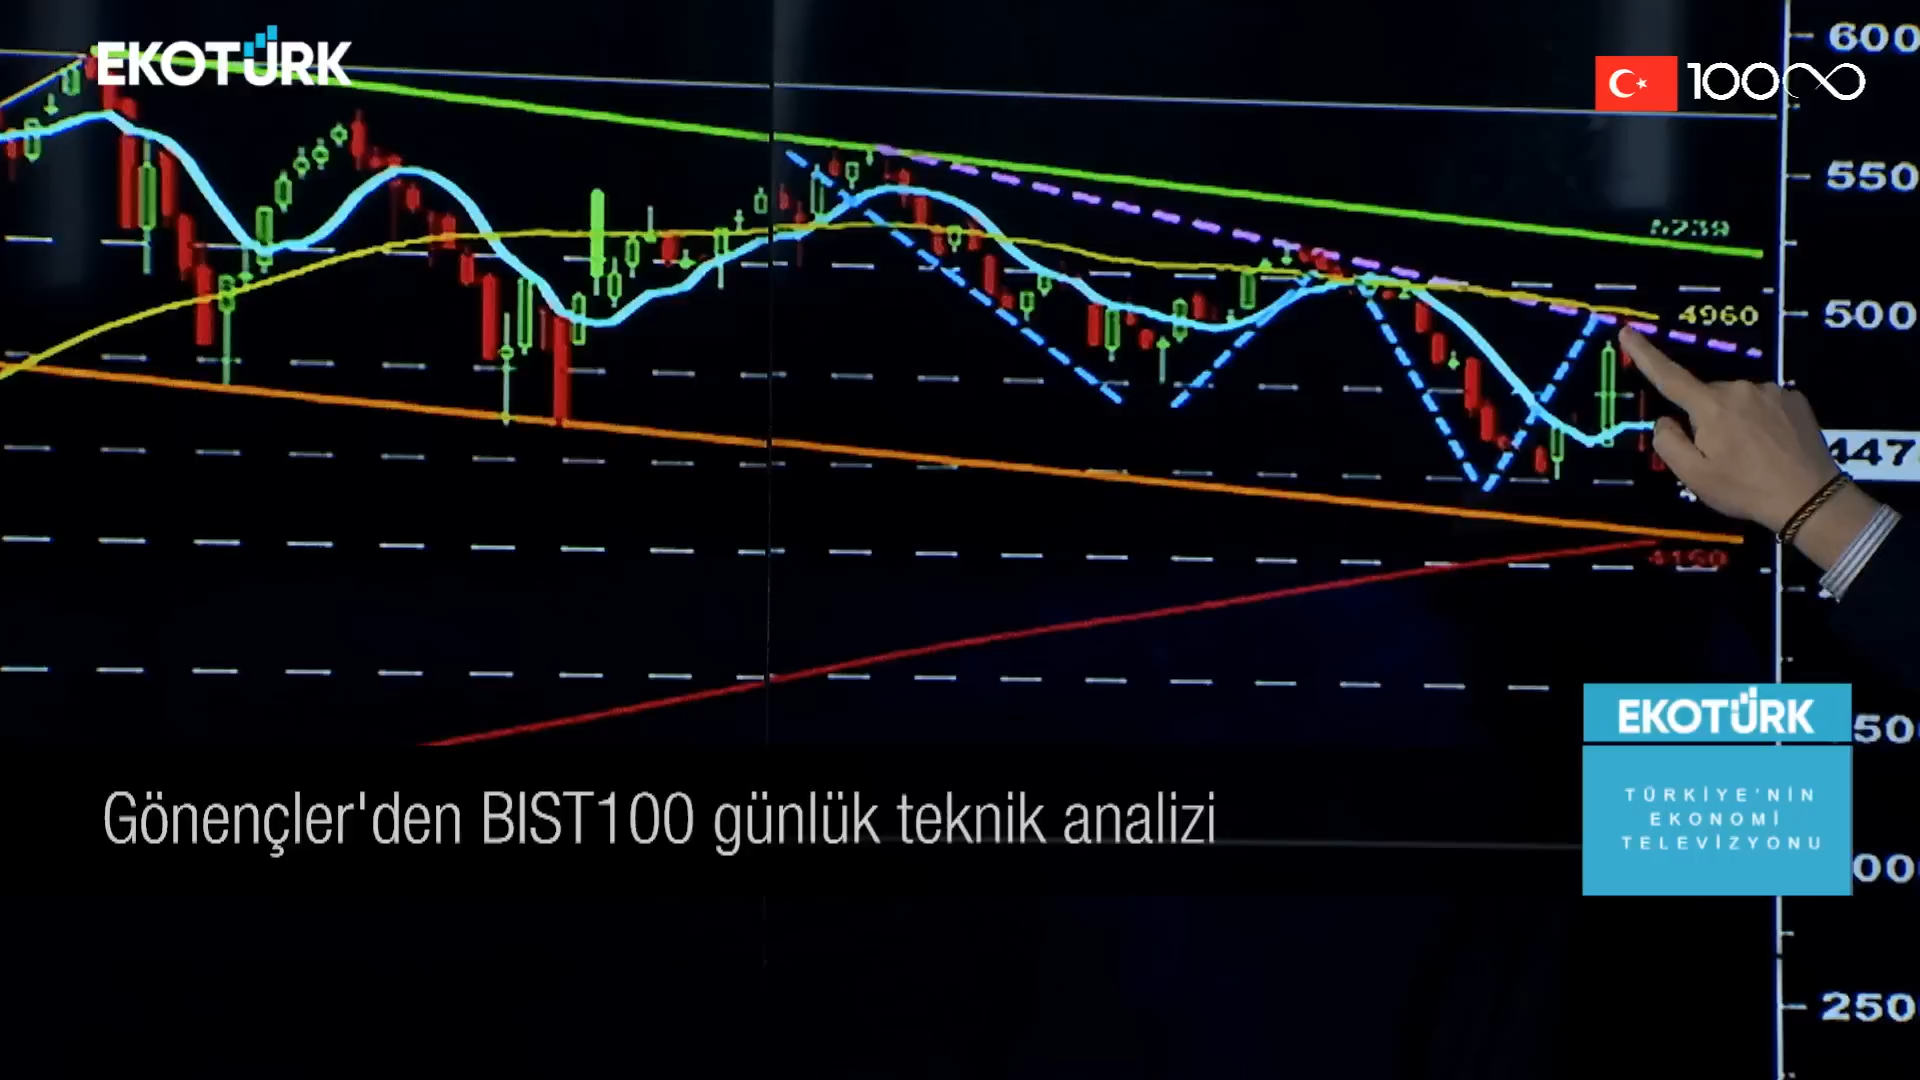 EKOTÜRK
100
600
550
5239
500
4960
447
4150
EKOTÜRK
TÜRKİYE'NİN
EKONOMİ
TELEVİZYONU
50
00
250
Gönençler'den BIST100 günlük teknik analizi